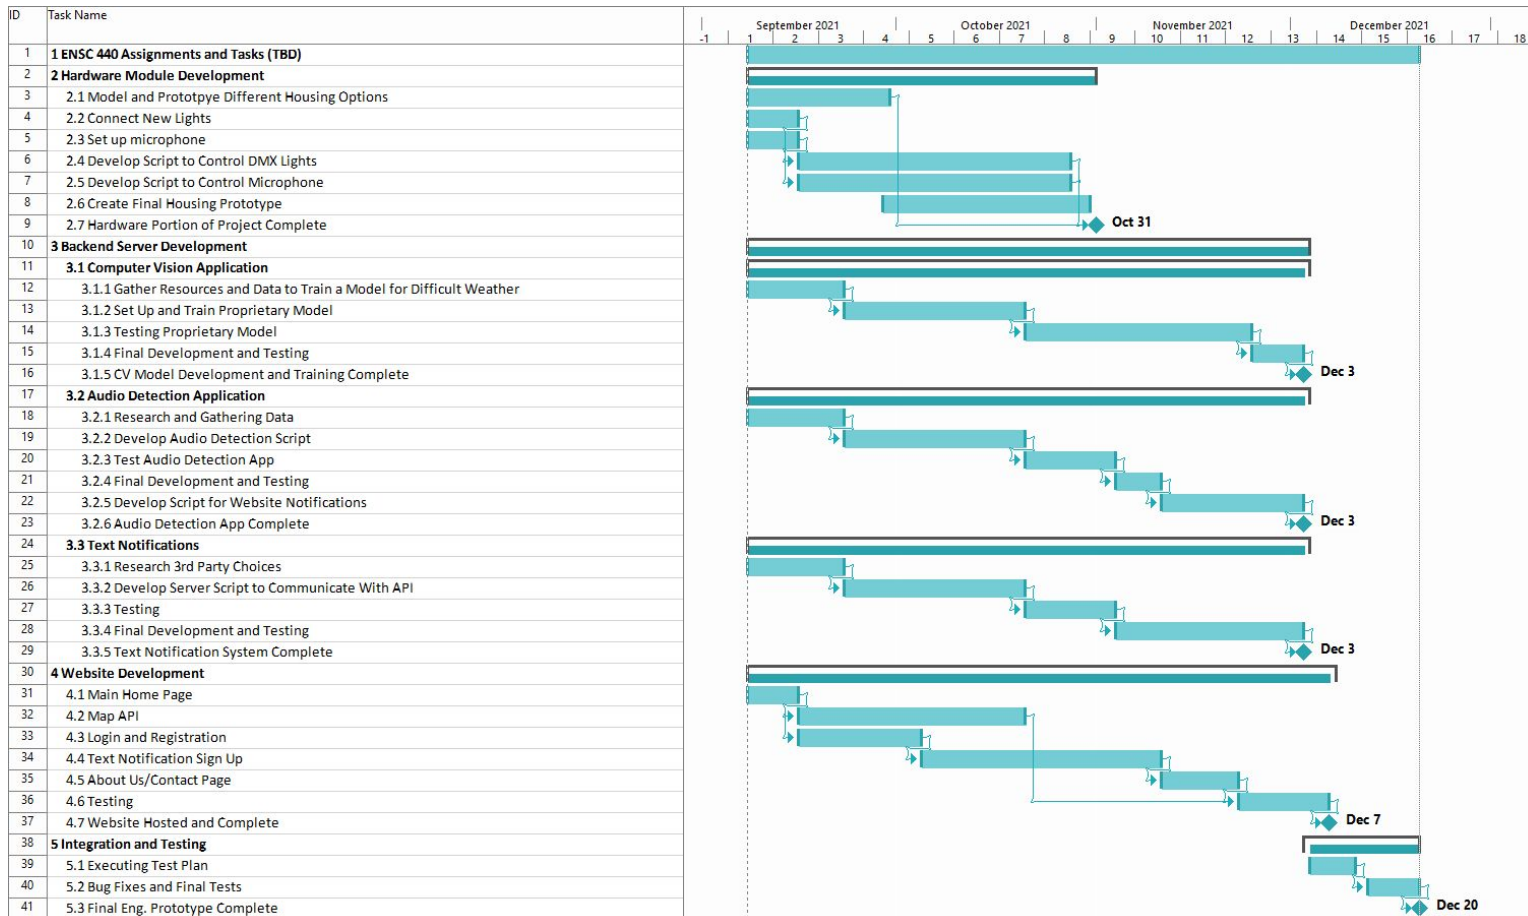 ID Task Name
September 2021 October 2021 November 2021 December 2021
-1 1 2 3 4 5 6 7 8 9 10 11 12 13 14 15 16 17 18
1 1 ENSC 440 Assignments and Tasks (TBD)
2 2 Hardware Module Development
3 2.1 Model and Prototpye Different Housing Options
4 2.2 Connect New Lights
5 2.3 Set up microphone
6 2.4 Develop Script to Control DMX Lights
7 2.5 Develop Script to Control Microphone
8 2.6 Create Final Housing Prototype
9 2.7 Hardware Portion of Project Complete Oct 31
10 3 Backend Server Development
11 3.1 Computer Vision Application
12 3.1.1 Gather Resources and Data to Train a Model for Difficult Weather
13 3.1.2 Set Up and Train Proprietary Model
14 3.1.3 Testing Proprietary Model
15 3.1.4 Final Development and Testing
16 3.1.5 CV Model Development and Training Complete Dec 3
17 3.2 Audio Detection Application
18 3.2.1 Research and Gathering Data
19 3.2.2 Develop Audio Detection Script
20 3.2.3 Test Audio Detection App
21 3.2.4 Final Development and Testing
22 3.2.5 Develop Script for Website Notifications
23 3.2.6 Audio Detection App Complete Dec 3
24 3.3 Text Notifications
25 3.3.1 Research 3rd Party Choices
26 3.3.2 Develop Server Script to Communicate With API
27 3.3.3 Testing
28 3.3.4 Final Development and Testing
29 3.3.5 Text Notification System Complete Dec 3
30 4 Website Development
31 4.1 Main Home Page
32 4.2 Map API
33 4.3 Login and Registration
34 4.4 Text Notification Sign Up
35 4.5 About Us/Contact Page
36 4.6 Testing
37 4.7 Website Hosted and Complete Dec 7
38 5 Integration and Testing
39 5.1 Executing Test Plan
40 5.2 Bug Fixes and Final Tests
41 5.3 Final Eng. Prototype Complete Dec 20